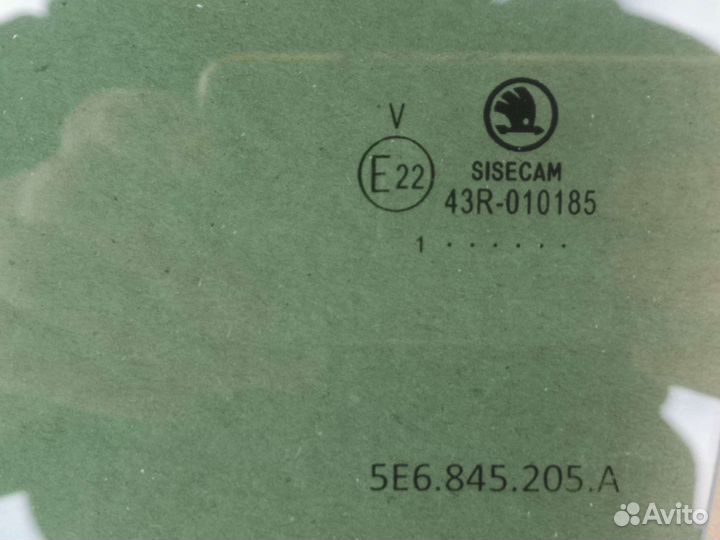 V
E22
SISECAM
43R-010185
1 . . . . . .
5E6.845.205.A
Avito